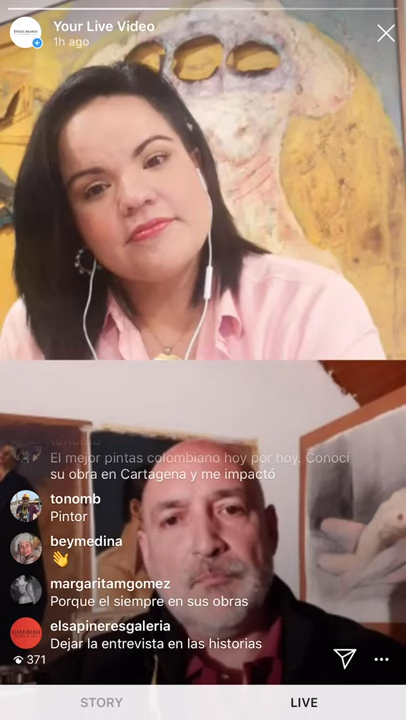 Your Live Video
1h ago
tonomb
El mejor pintas colombiano hoy por hoy. Conocí
su obra en Cartagena y me impactó
tonomb
Pintor
beymedina
👋
margaritamgomez
Porque el siempre en sus obras
elsapineresgaleria
Dejar la entrevista en las historias
371
STORY
LIVE